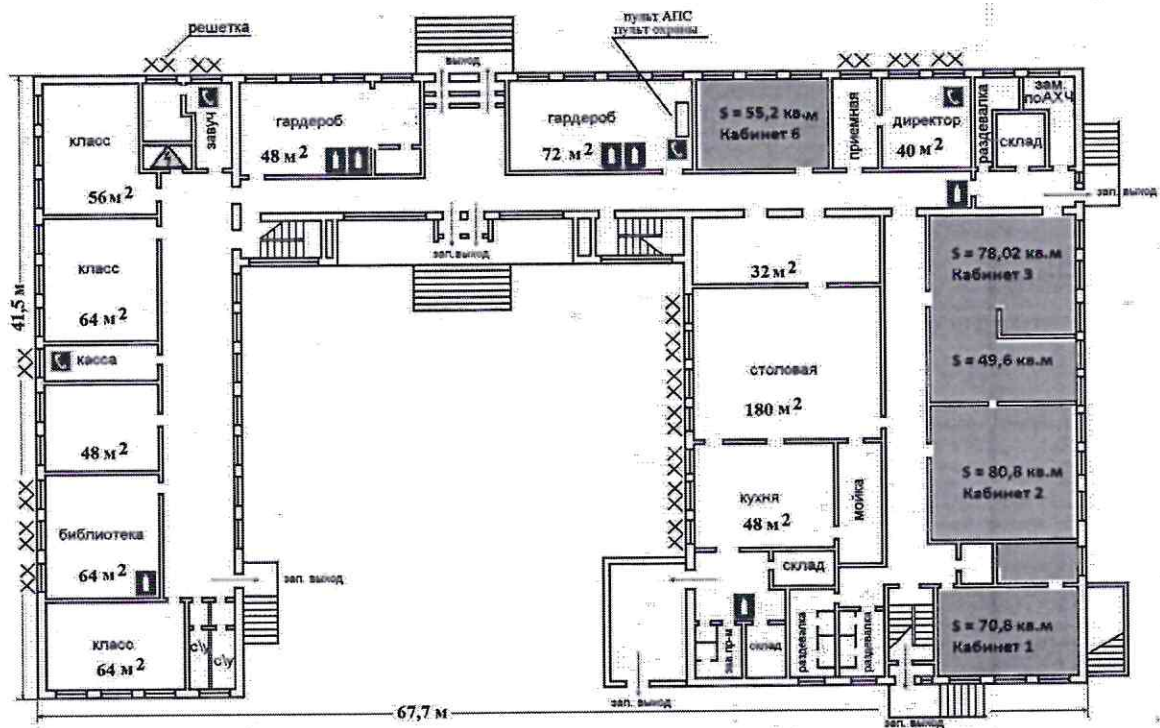 решетка
пульт АПС
пульт охраны
выход
класс
завуч
гардероб
гардероб
S = 55,2 кв.м
Кабинет 6
приемная
директор
раздевалка
зам.
поАХЧ
склад
56 м²
48 м²
72 м²
40 м²
зап. выход
класс
64 м²
зап. выход
32 м²
S = 78,02 кв.м
Кабинет 3
41,5 м
касса
столовая
180 м²
S = 49,6 кв.м
48 м²
кухня
48 м²
мойка
S = 80,8 кв.м
Кабинет 2
библиотека
64 м²
зап. выход
склад
класс
64 м²
с\у
с\у
зав.пр-м
склад
раздевалка
раздевалка
S = 70,8 кв.м
Кабинет 1
зап. выход
зап. выход
67,7 м